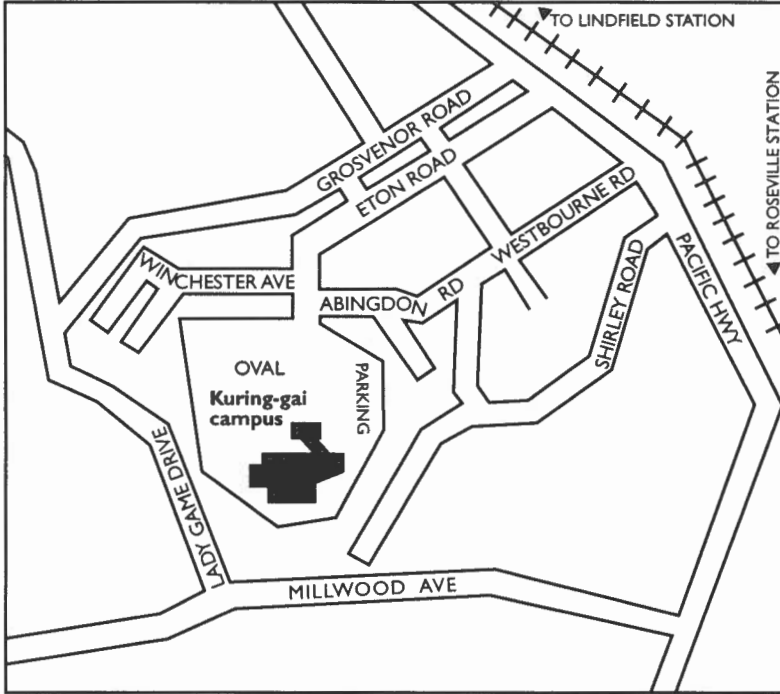 TO LINDFIELD STATION
TO ROSEVILLE STATION
GROSVENOR ROAD
ETON ROAD
WESTBOURNE RD
PACIFIC HWY
WINCHESTER AVE
ABINGDON RD
SHIRLEY ROAD
OVAL
PARKING
Kuring-gai
campus
LADY GAME DRIVE
MILLWOOD AVE